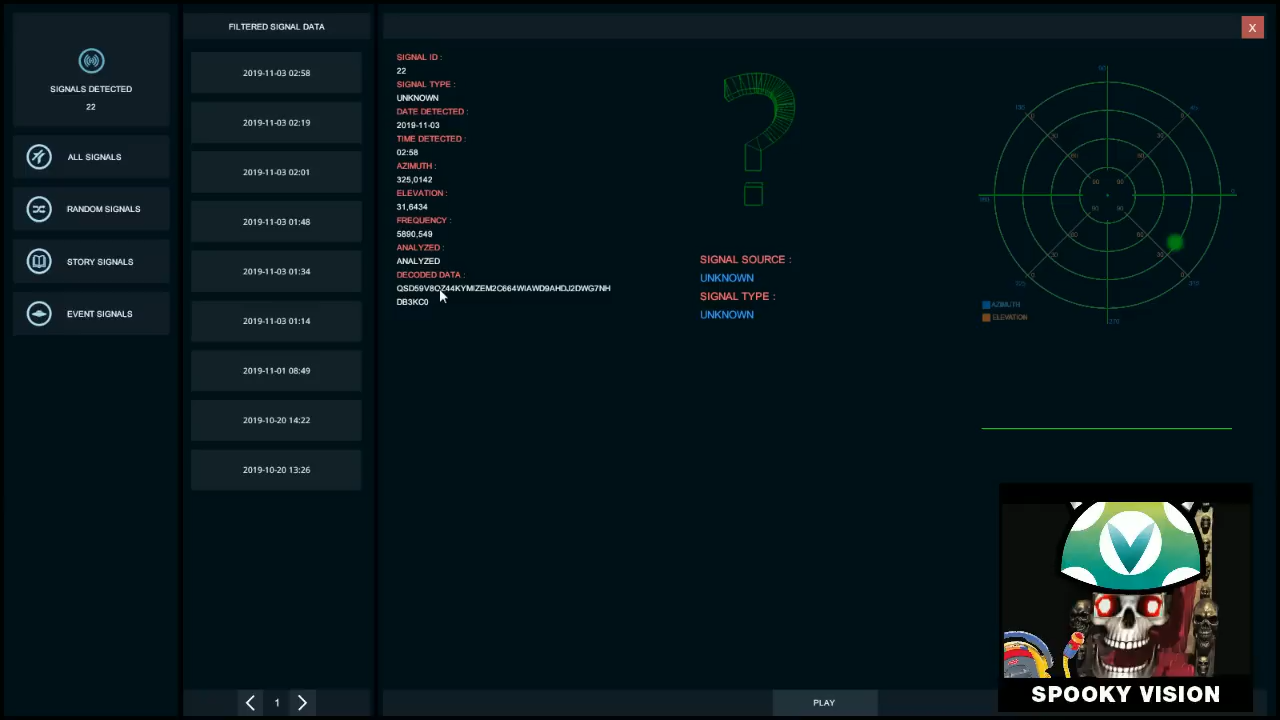 SIGNALS DETECTED
22
ALL SIGNALS
RANDOM SIGNALS
STORY SIGNALS
EVENT SIGNALS
FILTERED SIGNAL DATA
2019-11-03 02:58
2019-11-03 02:19
2019-11-03 02:01
2019-11-03 01:48
2019-11-03 01:34
2019-11-03 01:14
2019-11-01 08:49
2019-10-20 14:22
2019-10-20 13:26
1
X
SIGNAL ID :
22
SIGNAL TYPE :
UNKNOWN
DATE DETECTED :
2019-11-03
TIME DETECTED :
02:58
AZIMUTH :
325,0142
ELEVATION :
31,6434
FREQUENCY :
5890,549
ANALYZED :
ANALYZED
DECODED DATA :
QSD59V8OZ44KYMIZEM2C664WIAWD9AHDJ2DWG7NH
DB3KC0
SIGNAL SOURCE :
UNKNOWN
SIGNAL TYPE :
UNKNOWN
AZIMUTH
ELEVATION
PLAY
SPOOKY VISION